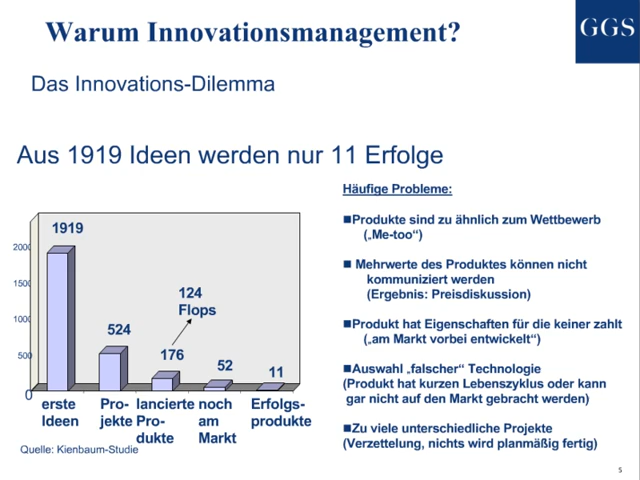 Warum Innovationsmanagement?
GGS
Das Innovations-Dilemma
Aus 1919 Ideen werden nur 11 Erfolge
1919
2000
1500
1000
500
0
124
Flops
524
176
52
11
erste
Ideen
Pro-
jekte
lancierte
Pro-
dukte
noch
am
Markt
Erfolgs-
produkte
Quelle: Kienbaum-Studie
Häufige Probleme:
■Produkte sind zu ähnlich zum Wettbewerb
(„Me-too“)
■ Mehrwerte des Produktes können nicht
kommuniziert werden
(Ergebnis: Preisdiskussion)
■Produkt hat Eigenschaften für die keiner zahlt
(„am Markt vorbei entwickelt“)
■Auswahl „falscher“ Technologie
(Produkt hat kurzen Lebenszyklus oder kann
gar nicht auf den Markt gebracht werden)
■Zu viele unterschiedliche Projekte
(Verzettelung, nichts wird planmäßig fertig)
5